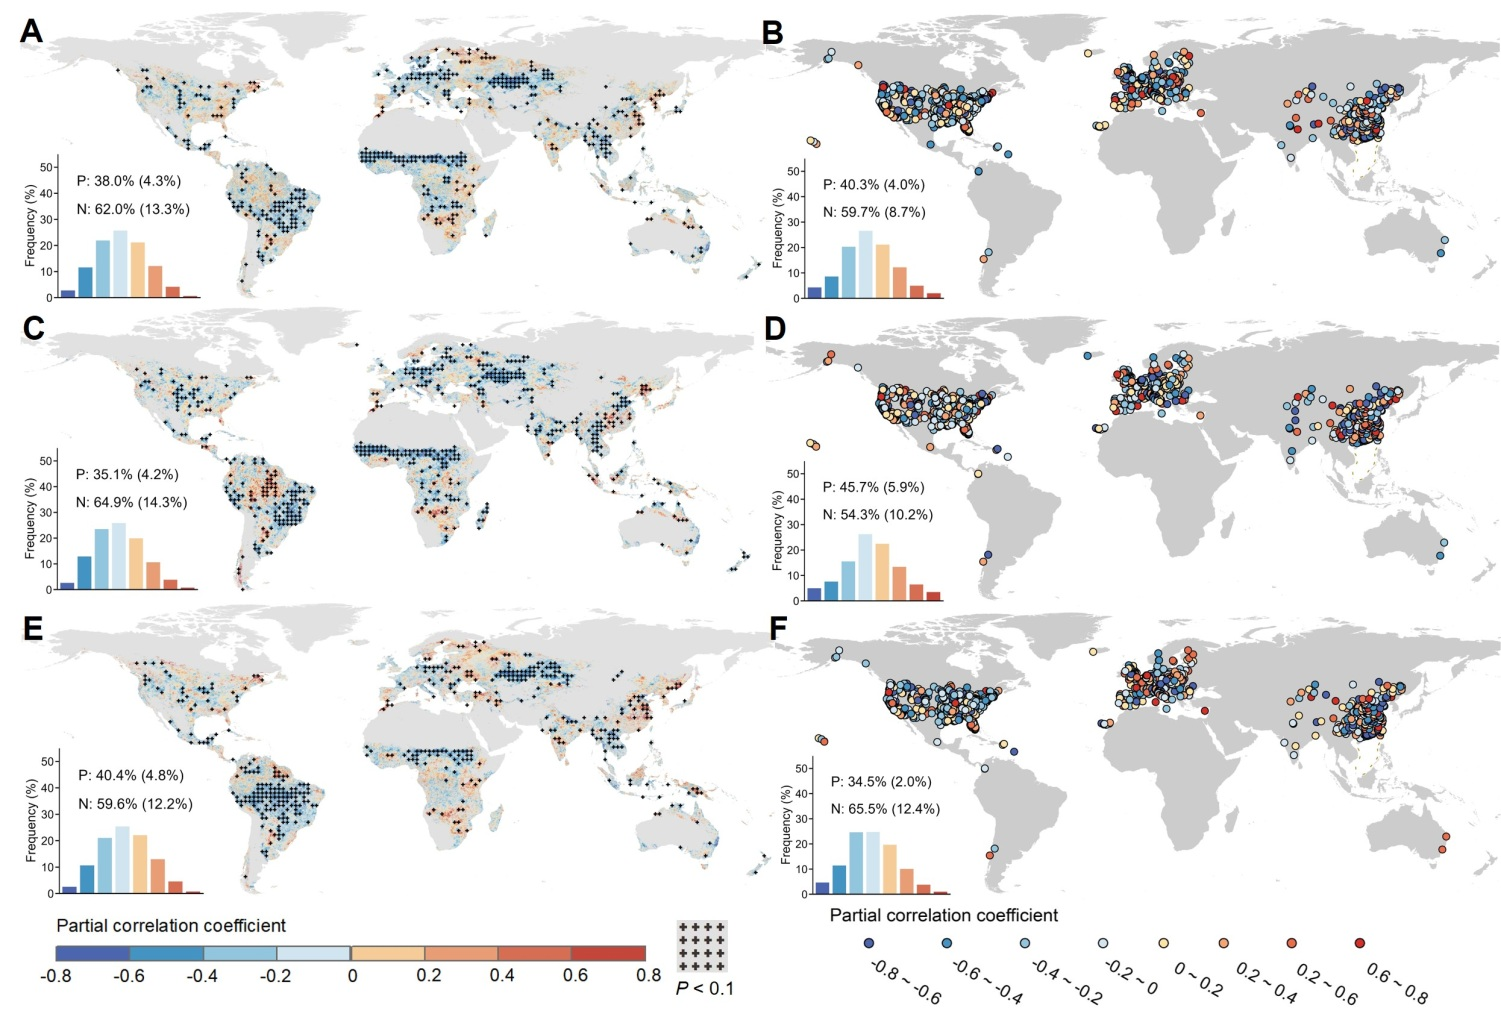 A
50
40
30
20
10
0
Frequency (%)
P: 38.0% (4.3%)
N: 62.0% (13.3%)
B
50
40
30
20
10
0
Frequency (%)
P: 40.3% (4.0%)
N: 59.7% (8.7%)
C
50
40
30
20
10
0
Frequency (%)
P: 35.1% (4.2%)
N: 64.9% (14.3%)
D
50
40
30
20
10
0
Frequency (%)
P: 45.7% (5.9%)
N: 54.3% (10.2%)
E
50
40
30
20
10
0
Frequency (%)
P: 40.4% (4.8%)
N: 59.6% (12.2%)
F
50
40
30
20
10
0
Frequency (%)
P: 34.5% (2.0%)
N: 65.5% (12.4%)
Partial correlation coefficient
-0.8 -0.6 -0.4 -0.2 0 0.2 0.4 0.6 0.8
P < 0.1
Partial correlation coefficient
-0.8 ~ -0.6
-0.6 ~ -0.4
-0.4 ~ -0.2
-0.2 ~ 0
0 ~ 0.2
0.2 ~ 0.4
0.2 ~ 0.6
0.6 ~ 0.8